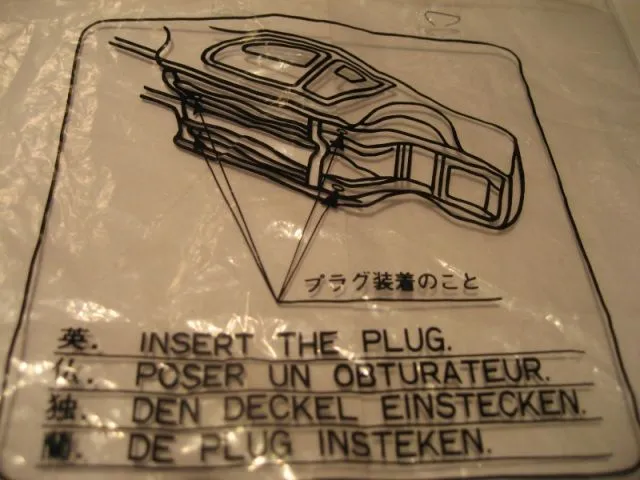 プラグ装着のこと
英. INSERT THE PLUG.
仏. POSER UN OBTURATEUR.
独. DEN DECKEL EINSTECKEN.
蘭. DE PLUG INSTEKEN.